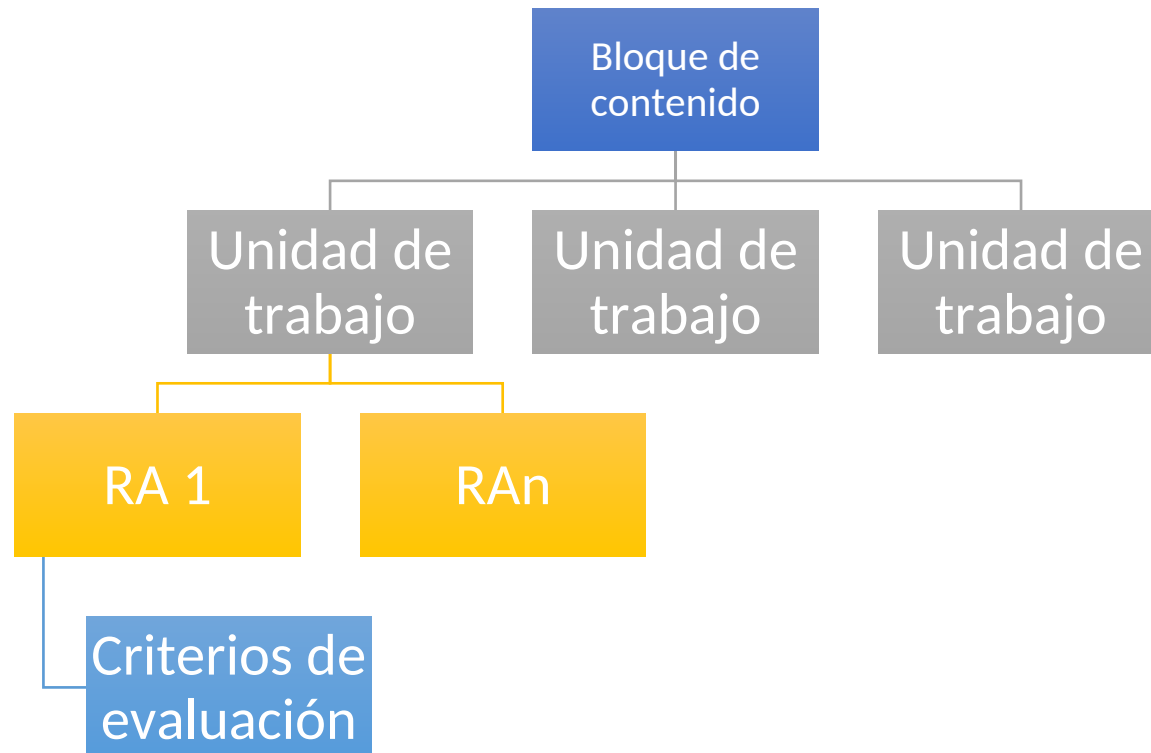 Bloque de
contenido
Unidad de
trabajo
Unidad de
trabajo
Unidad de
trabajo
RA 1
RAn
Criterios de
evaluación